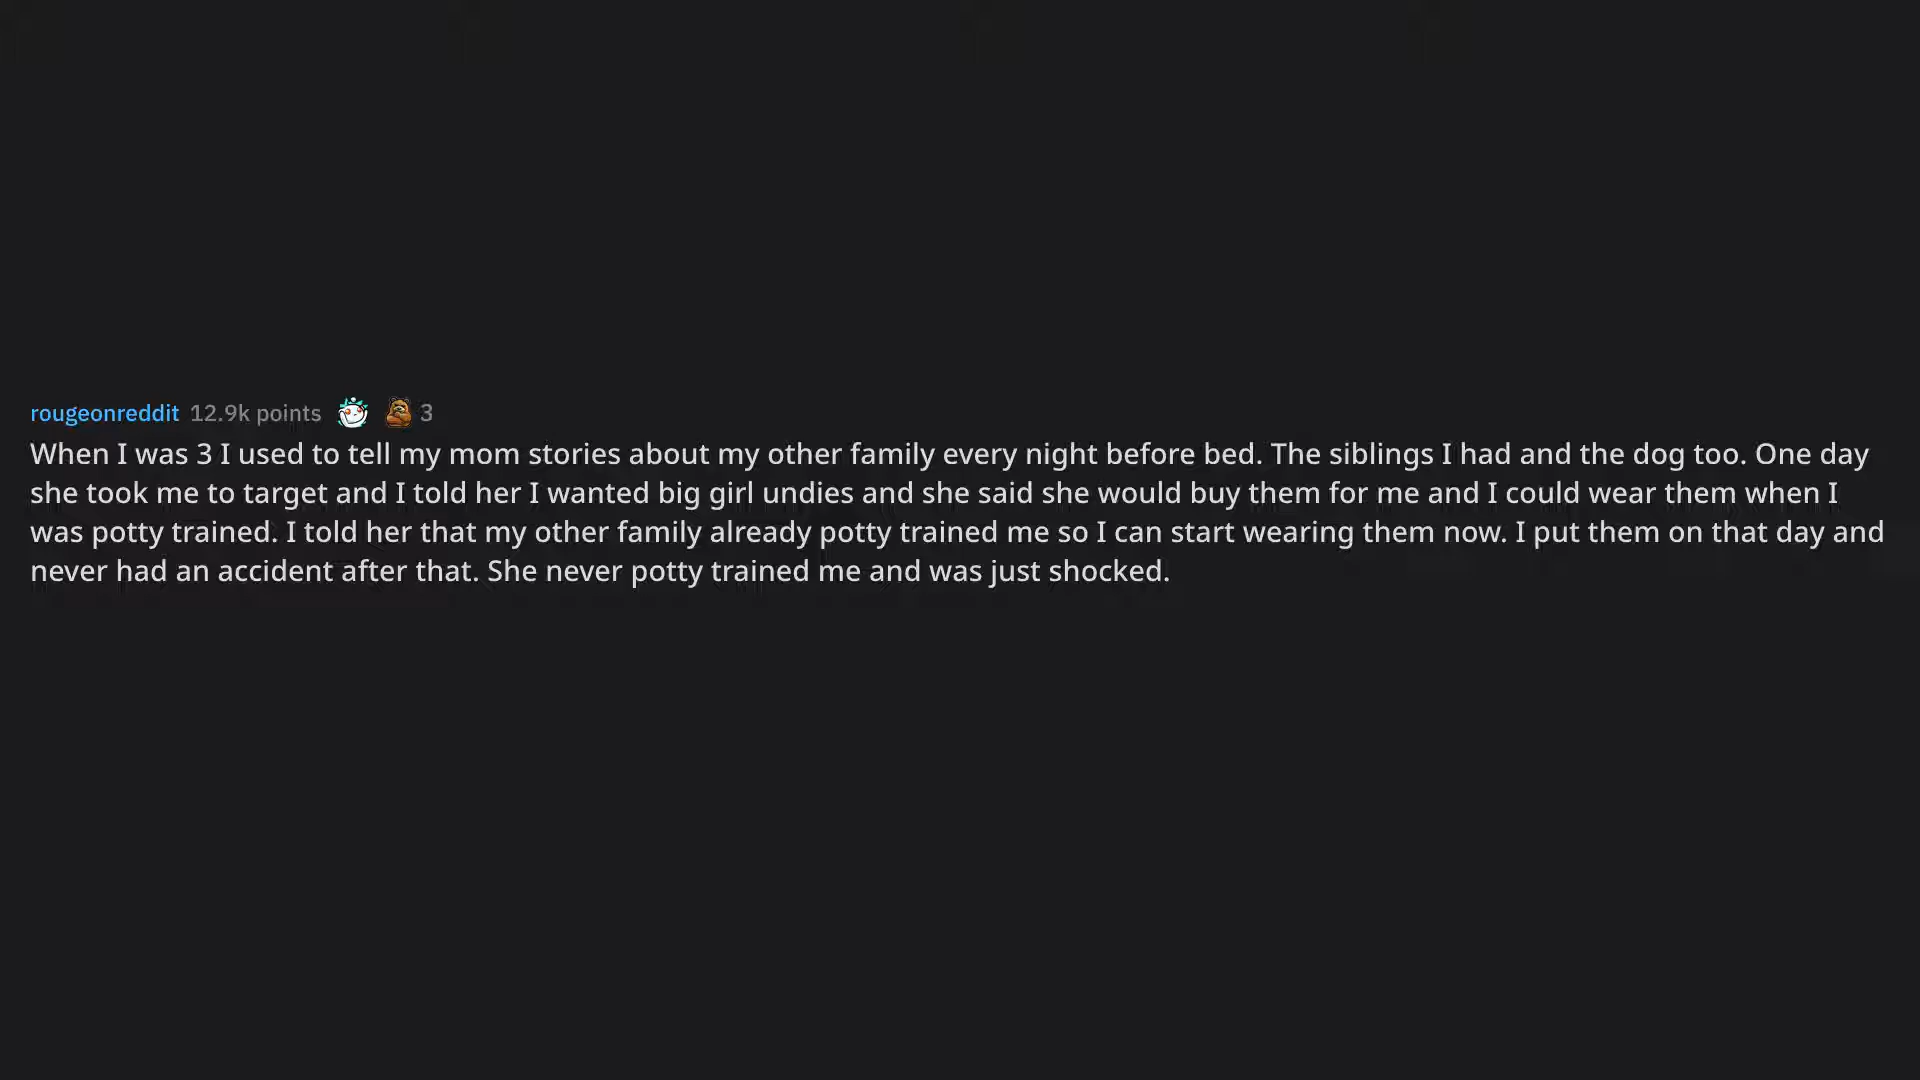 rougeonreddit 12.9k points 3
When I was 3 I used to tell my mom stories about my other family every night before bed. The siblings I had and the dog too. One day
she took me to target and I told her I wanted big girl undies and she said she would buy them for me and I could wear them when I
was potty trained. I told her that my other family already potty trained me so I can start wearing them now. I put them on that day and
never had an accident after that. She never potty trained me and was just shocked.